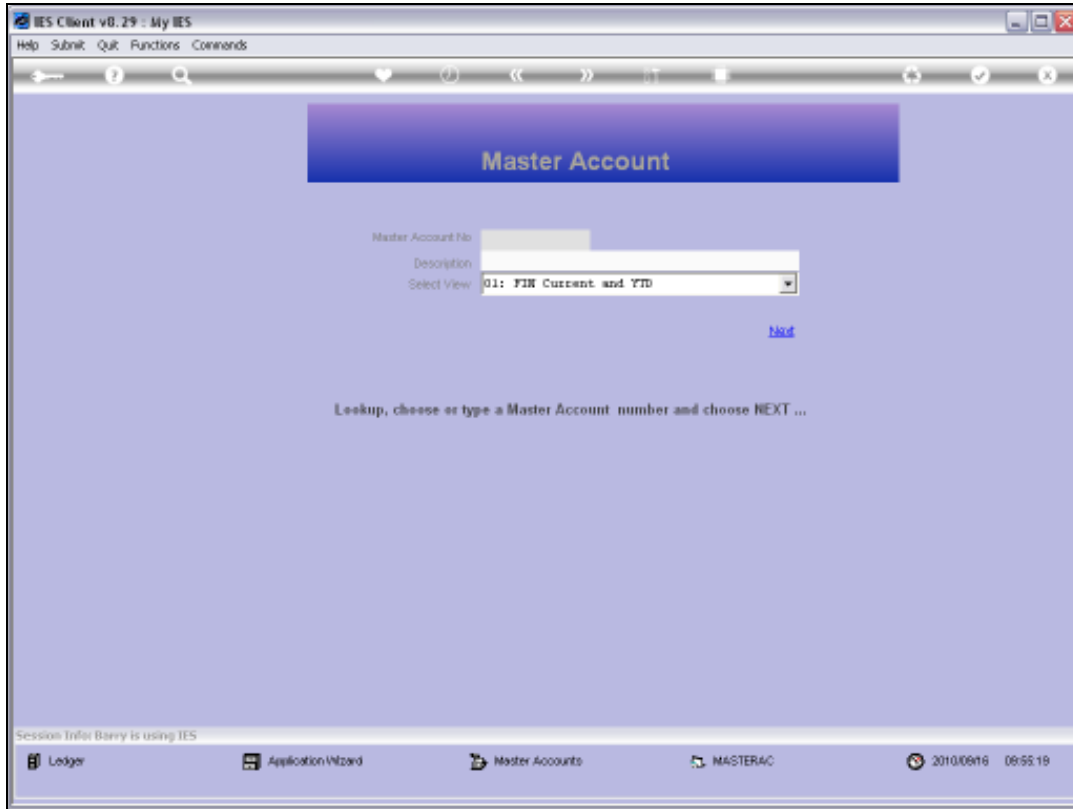 IES Client v8.29 : My IES
Help Submit Quit Functions Commands
Master Account
Master Account No
Description
Select View 01: FIN Current and YTD
Next
Lookup, choose or type a Master Account number and choose NEXT ...
Session Info: Barry is using IES
Ledger Application Wizard Master Accounts MASTERAC 2010/09/16 09:55:19